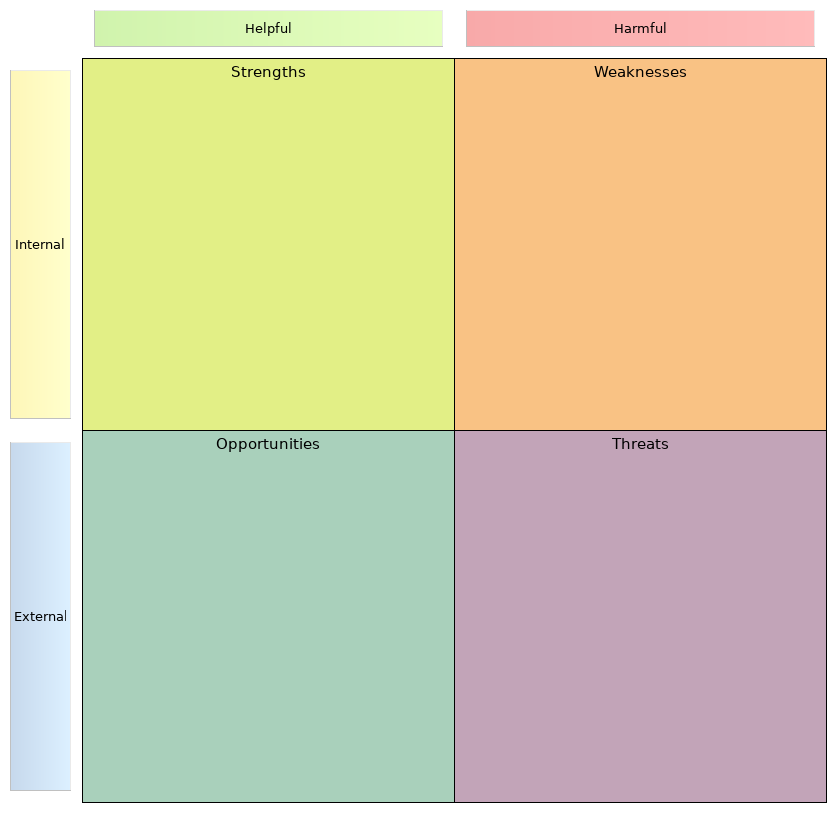 Helpful
Harmful
Strengths
Weaknesses
Internal
Opportunities
Threats
External